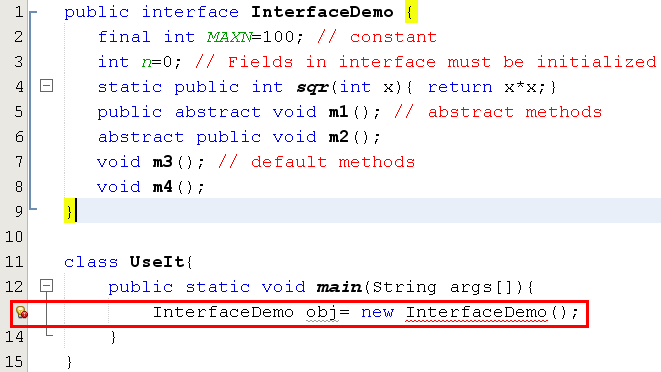 1 public interface InterfaceDemo {
2 final int MAXN=100; // constant
3 int n=0; // Fields in interface must be initialized
4 static public int sqr(int x){ return x*x;}
5 public abstract void m1(); // abstract methods
6 abstract public void m2();
7 void m3(); // default methods
8 void m4();
9 }
10
11 class UseIt{
12 public static void main(String args[]){
InterfaceDemo obj= new InterfaceDemo();
14 }
15 }